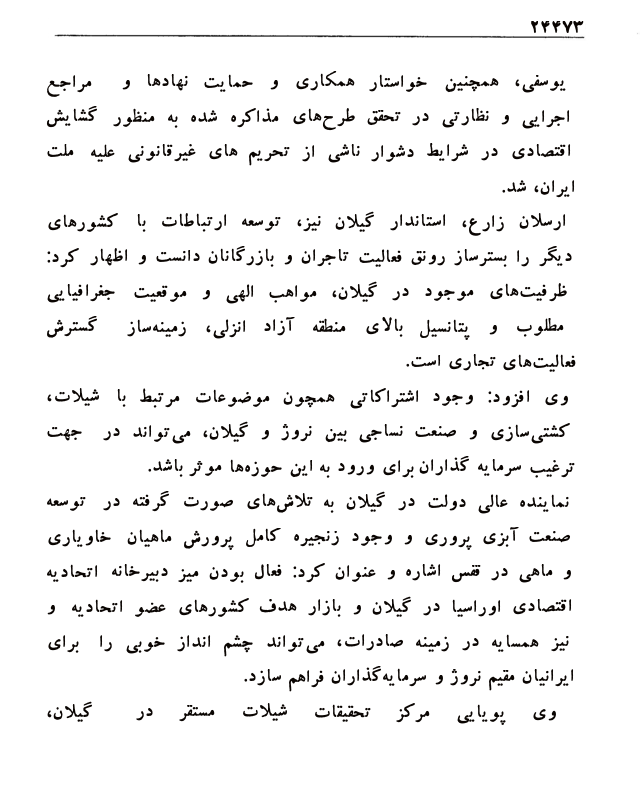 ۲۴۴۷۳
یوسفی، همچنین خواستار همکاری و حمایت نهادها و مراجع
اجرایی و نظارتی در تحقق طرح‌های مذاکره شده به منظور گشایش
اقتصادی در شرایط دشوار ناشی از تحریم های غیرقانونی علیه ملت
ایران، شد.
ارسلان زارع، استاندار گیلان نیز، توسعه ارتباطات با کشورهای
دیگر را بسترساز رونق فعالیت تاجران و بازرگانان دانست و اظهار کرد:
ظرفیت‌های موجود در گیلان، مواهب الهی و موقعیت جغرافیایی
مطلوب و پتانسیل بالای منطقه آزاد انزلی، زمینه‌ساز گسترش
فعالیت‌های تجاری است.
وی افزود: وجود اشتراکاتی همچون موضوعات مرتبط با شیلات،
کشتی‌سازی و صنعت نساجی بین نروژ و گیلان، می‌تواند در جهت
ترغیب سرمایه گذاران برای ورود به این حوزه‌ها موثر باشد.
نماینده عالی دولت در گیلان به تلاش‌های صورت گرفته در توسعه
صنعت آبزی پروری و وجود زنجیره کامل پرورش ماهیان خاویاری
و ماهی در قفس اشاره و عنوان کرد: فعال بودن میز دبیرخانه اتحادیه
اقتصادی اوراسیا در گیلان و بازار هدف کشورهای عضو اتحادیه و
نیز همسایه در زمینه صادرات، می‌تواند چشم انداز خوبی را برای
ایرانیان مقیم نروژ و سرمایه‌گذاران فراهم سازد.
وی پویایی مرکز تحقیقات شیلات مستقر در گیلان،